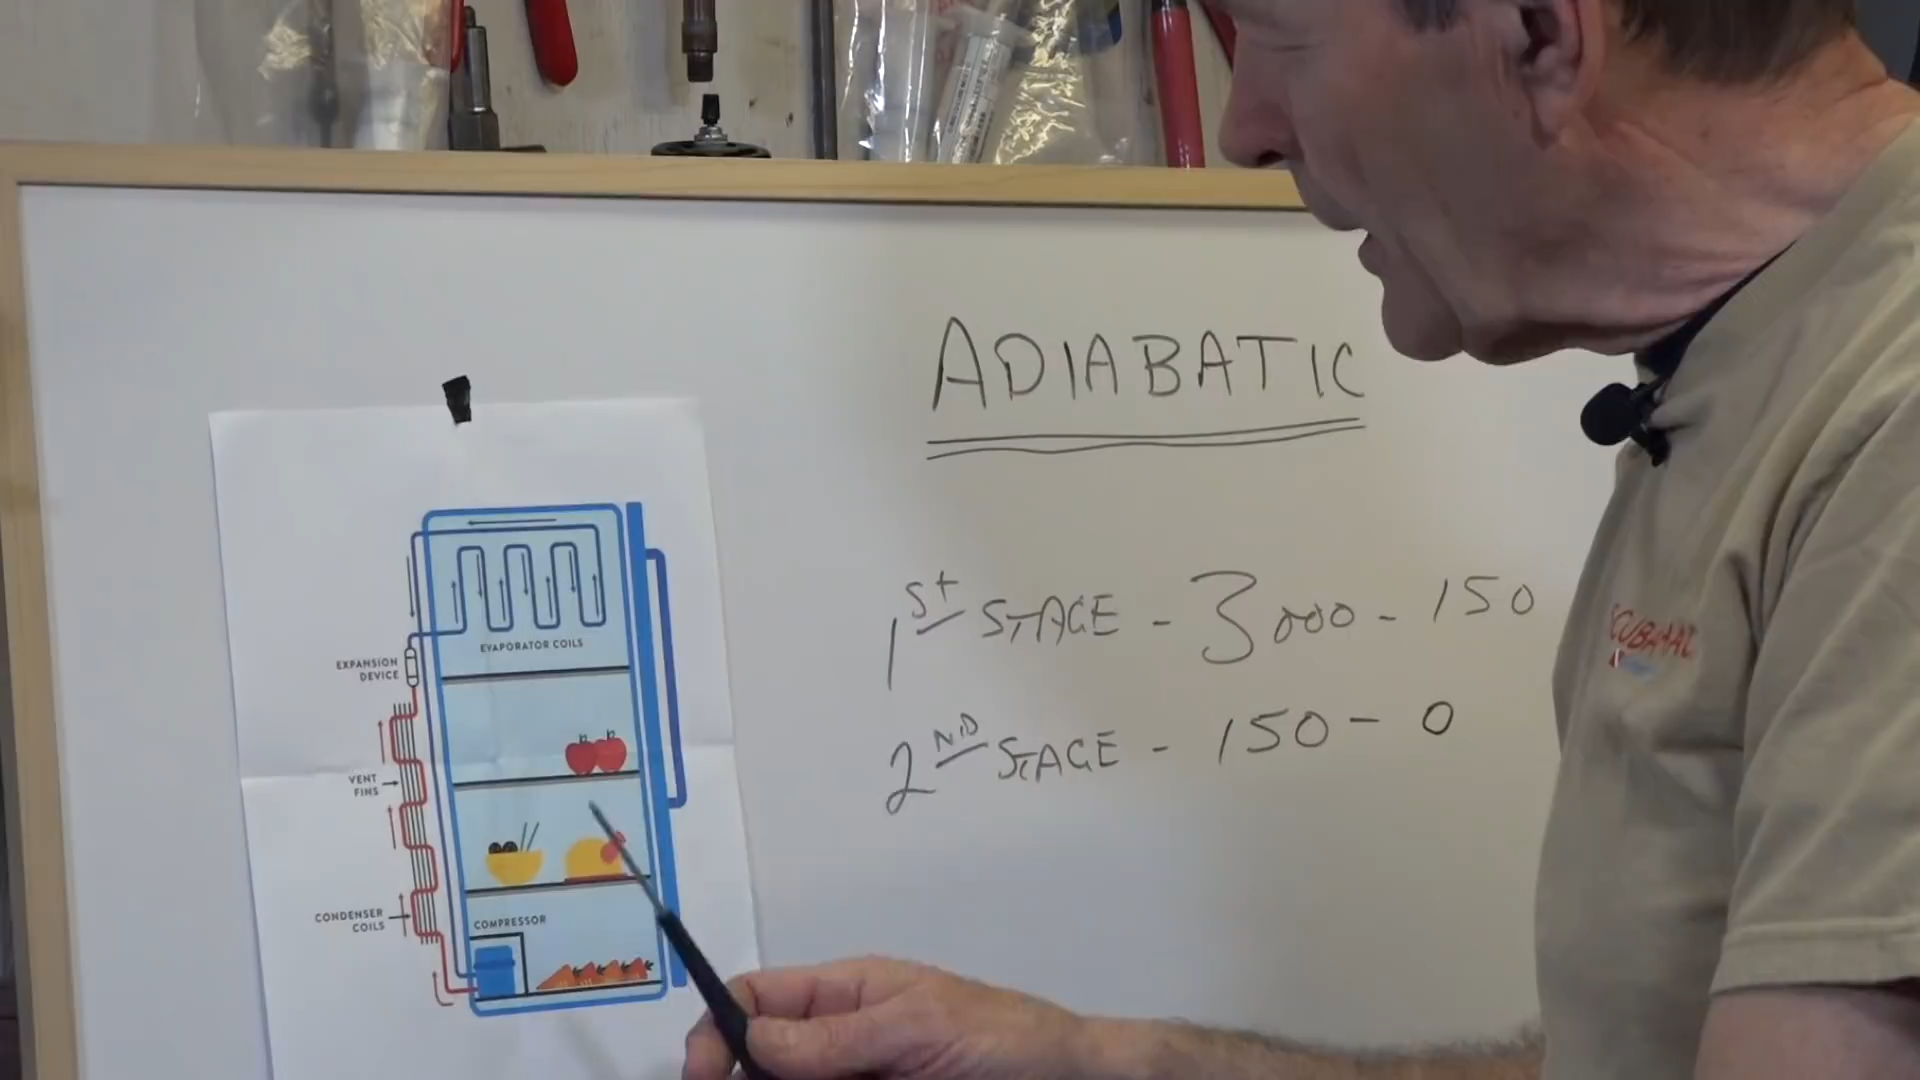 ADIABATIC
1ST STAGE - 3000 - 150
2ND STAGE - 150 - 0
EVAPORATOR COILS
EXPANSION
DEVICE
VENT
FINS
CONDENSER
COILS
COMPRESSOR